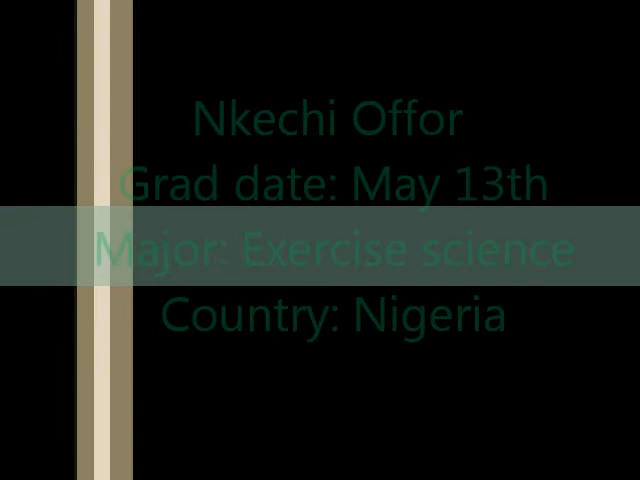 Nkechi Offor
Grad date: May 13th
Major: Exercise science
Country: Nigeria